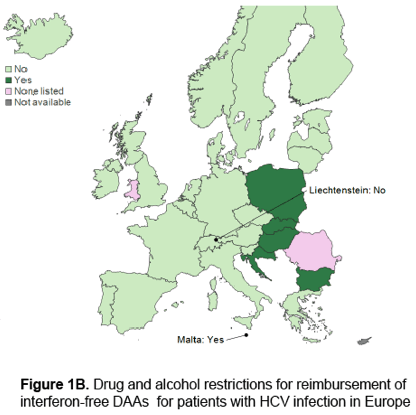 No
Yes
None listed
Not available
Liechtenstein: No
Malta: Yes
Figure 1B. Drug and alcohol restrictions for reimbursement of
interferon-free DAAs for patients with HCV infection in Europe